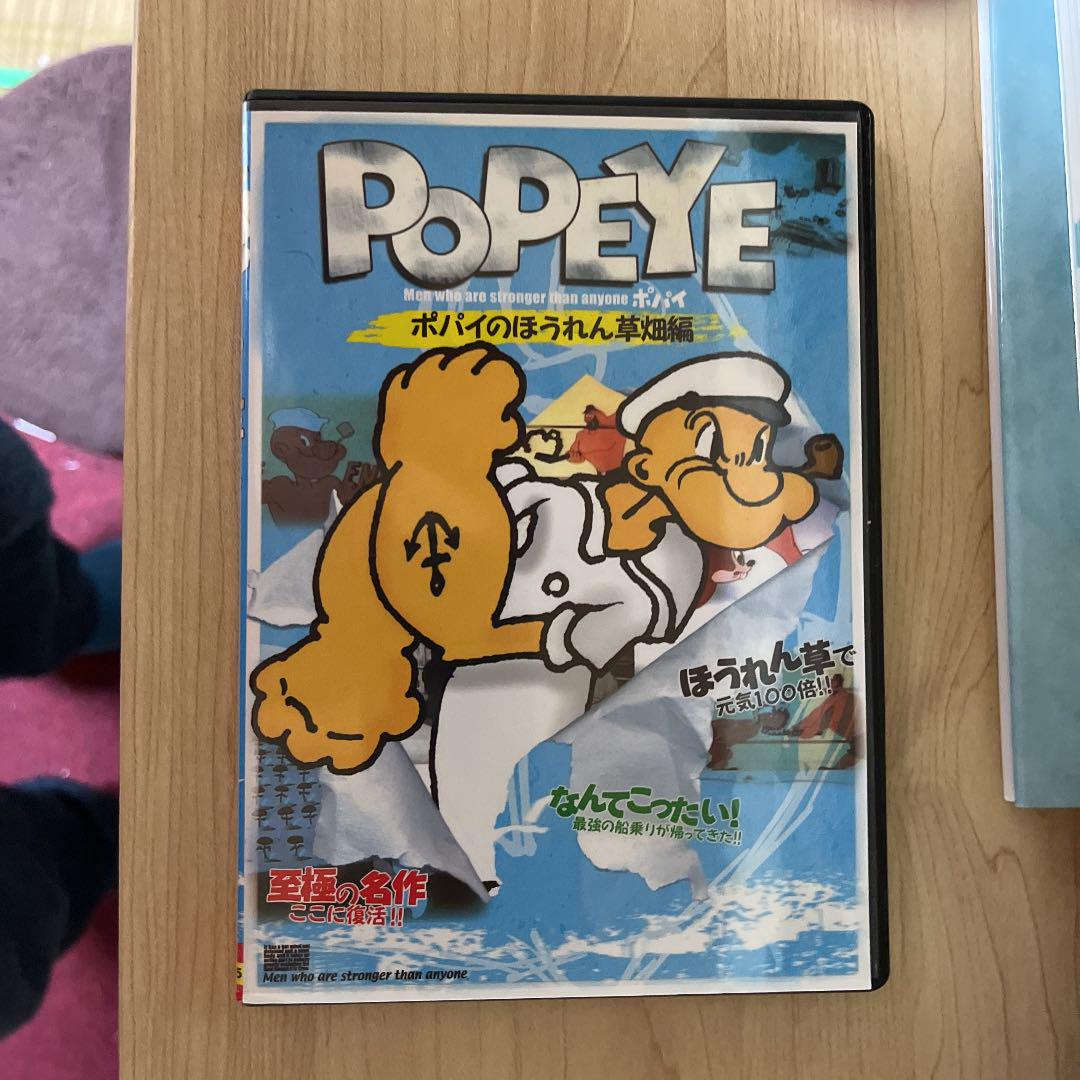 POPEYE
Men who are stronger than anyone ポパイ
ポパイのほうれん草畑編
ほうれん草で
元気100倍!!
なんてこったい!
最強の船乗りが帰ってきた!!
至極の名作
ここに復活!!
Men who are stronger than anyone